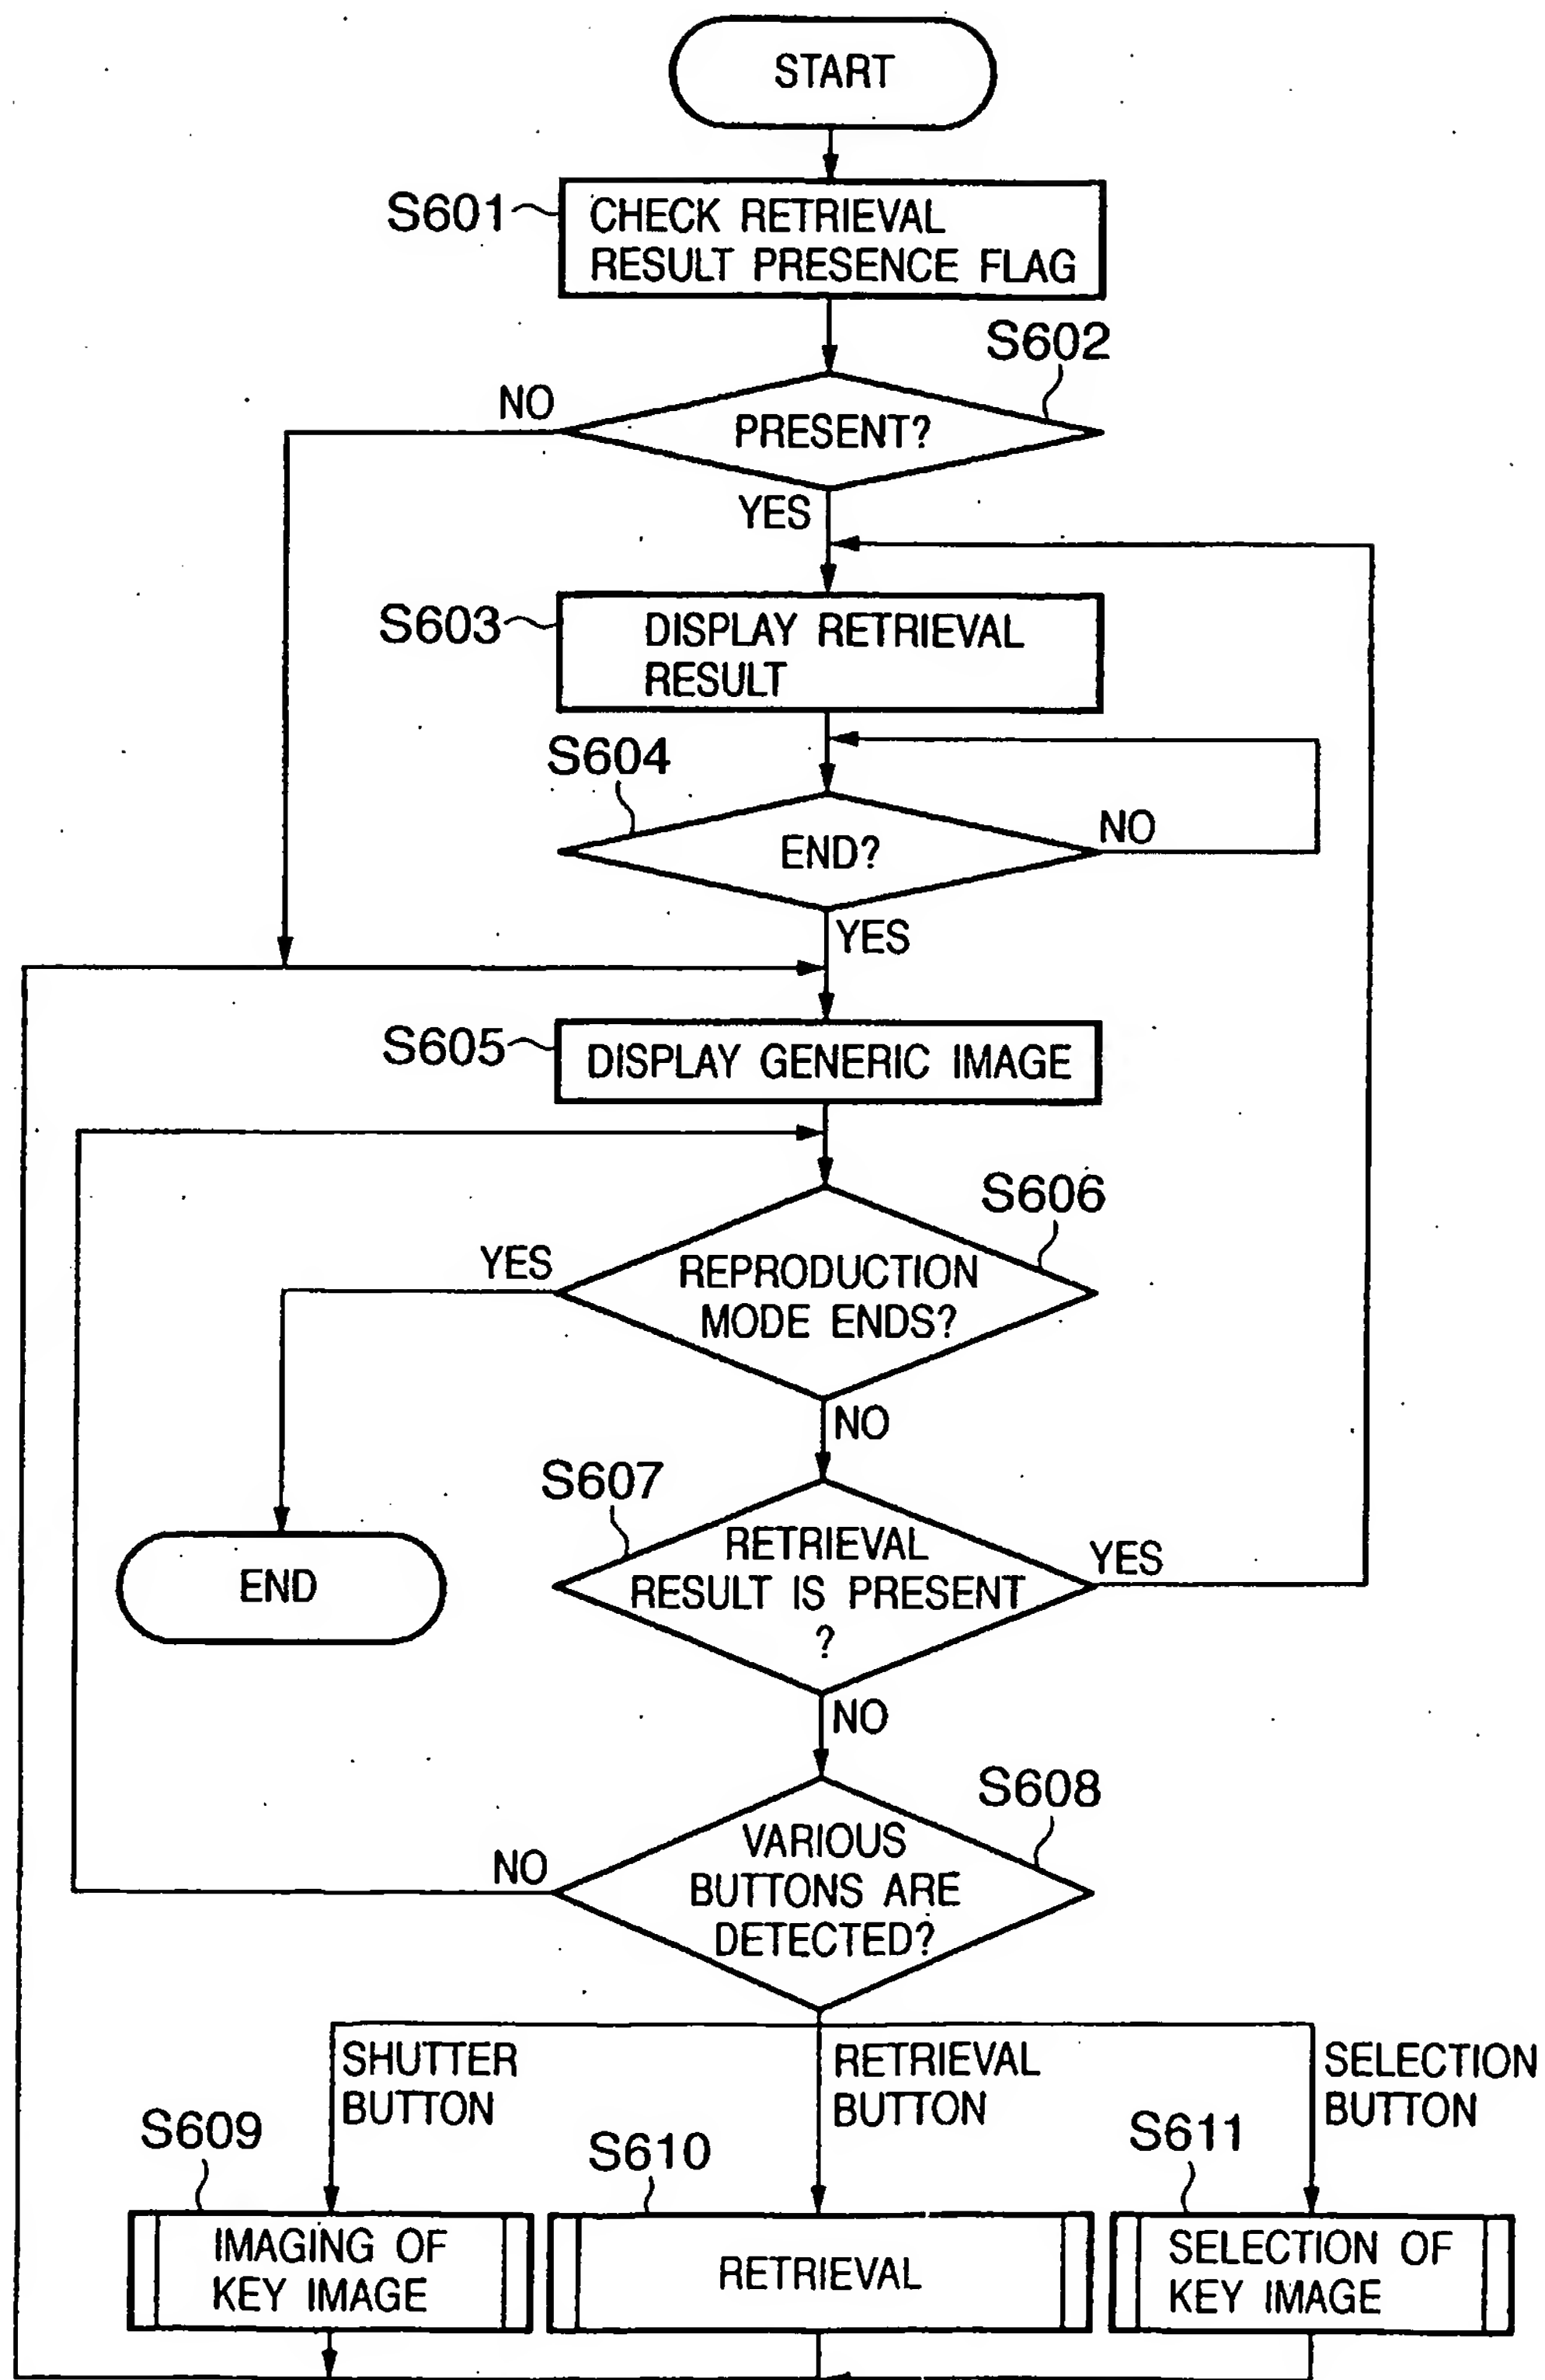 START
S601
CHECK RETRIEVAL
RESULT PRESENCE FLAG
S602
NO
PRESENT?
YES
S603
DISPLAY RETRIEVAL
RESULT
S604
NO
END?
YES
S605
DISPLAY GENERIC IMAGE
S606
YES
REPRODUCTION
MODE ENDS?
NO
S607
RETRIEVAL
RESULT IS PRESENT
?
YES
END
NO
S608
VARIOUS
BUTTONS ARE
DETECTED?
NO
SHUTTER
BUTTON
RETRIEVAL
BUTTON
SELECTION
BUTTON
S609
S610
S611
IMAGING OF
KEY IMAGE
RETRIEVAL
SELECTION OF
KEY IMAGE